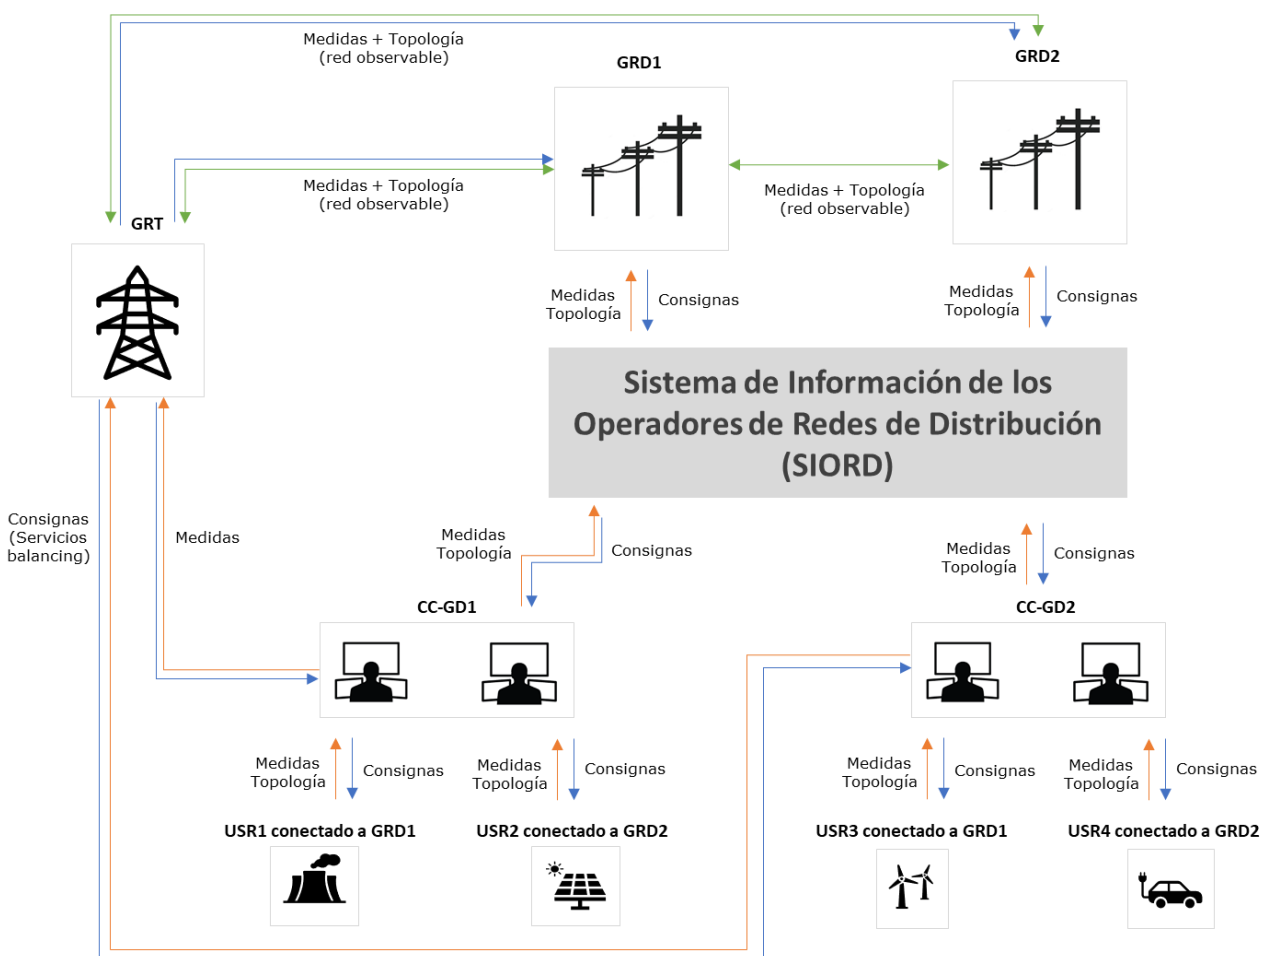 Medidas + Topología
(red observable)
GRD1
GRD2
Medidas + Topología
(red observable)
Medidas + Topología
(red observable)
GRT
Medidas
Topología
Consignas
Medidas
Topología
Consignas
Sistema de Información de los
Operadores de Redes de Distribución
(SIORD)
Consignas
(Servicios
balancing)
Medidas
Medidas
Topología
Consignas
Medidas
Topología
Consignas
CC-GD1
CC-GD2
Medidas
Topología
Consignas
Medidas
Topología
Consignas
Medidas
Topología
Consignas
Medidas
Topología
Consignas
USR1 conectado a GRD1
USR2 conectado a GRD2
USR3 conectado a GRD1
USR4 conectado a GRD2